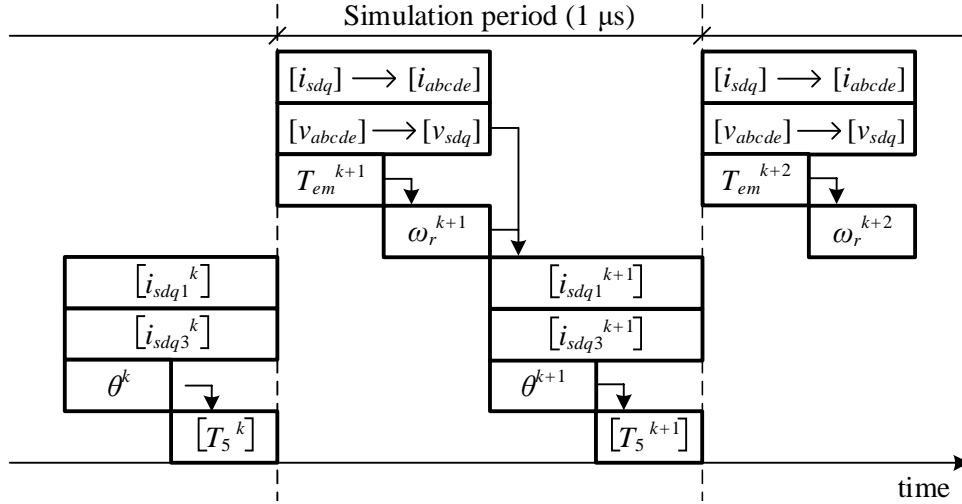 Simulation period (1 μs)
[i_sdq] → [i_abcde] [i_sdq] → [i_abcde]
[v_abcde] → [v_sdq] [v_abcde] → [v_sdq]
T_em^k+1 T_em^k+2
ω_r^k+1 ω_r^k+2
[i_sdq1^k] [i_sdq1^k+1]
[i_sdq3^k] [i_sdq3^k+1]
θ^k θ^k+1
[T_5^k] [T_5^k+1]
time